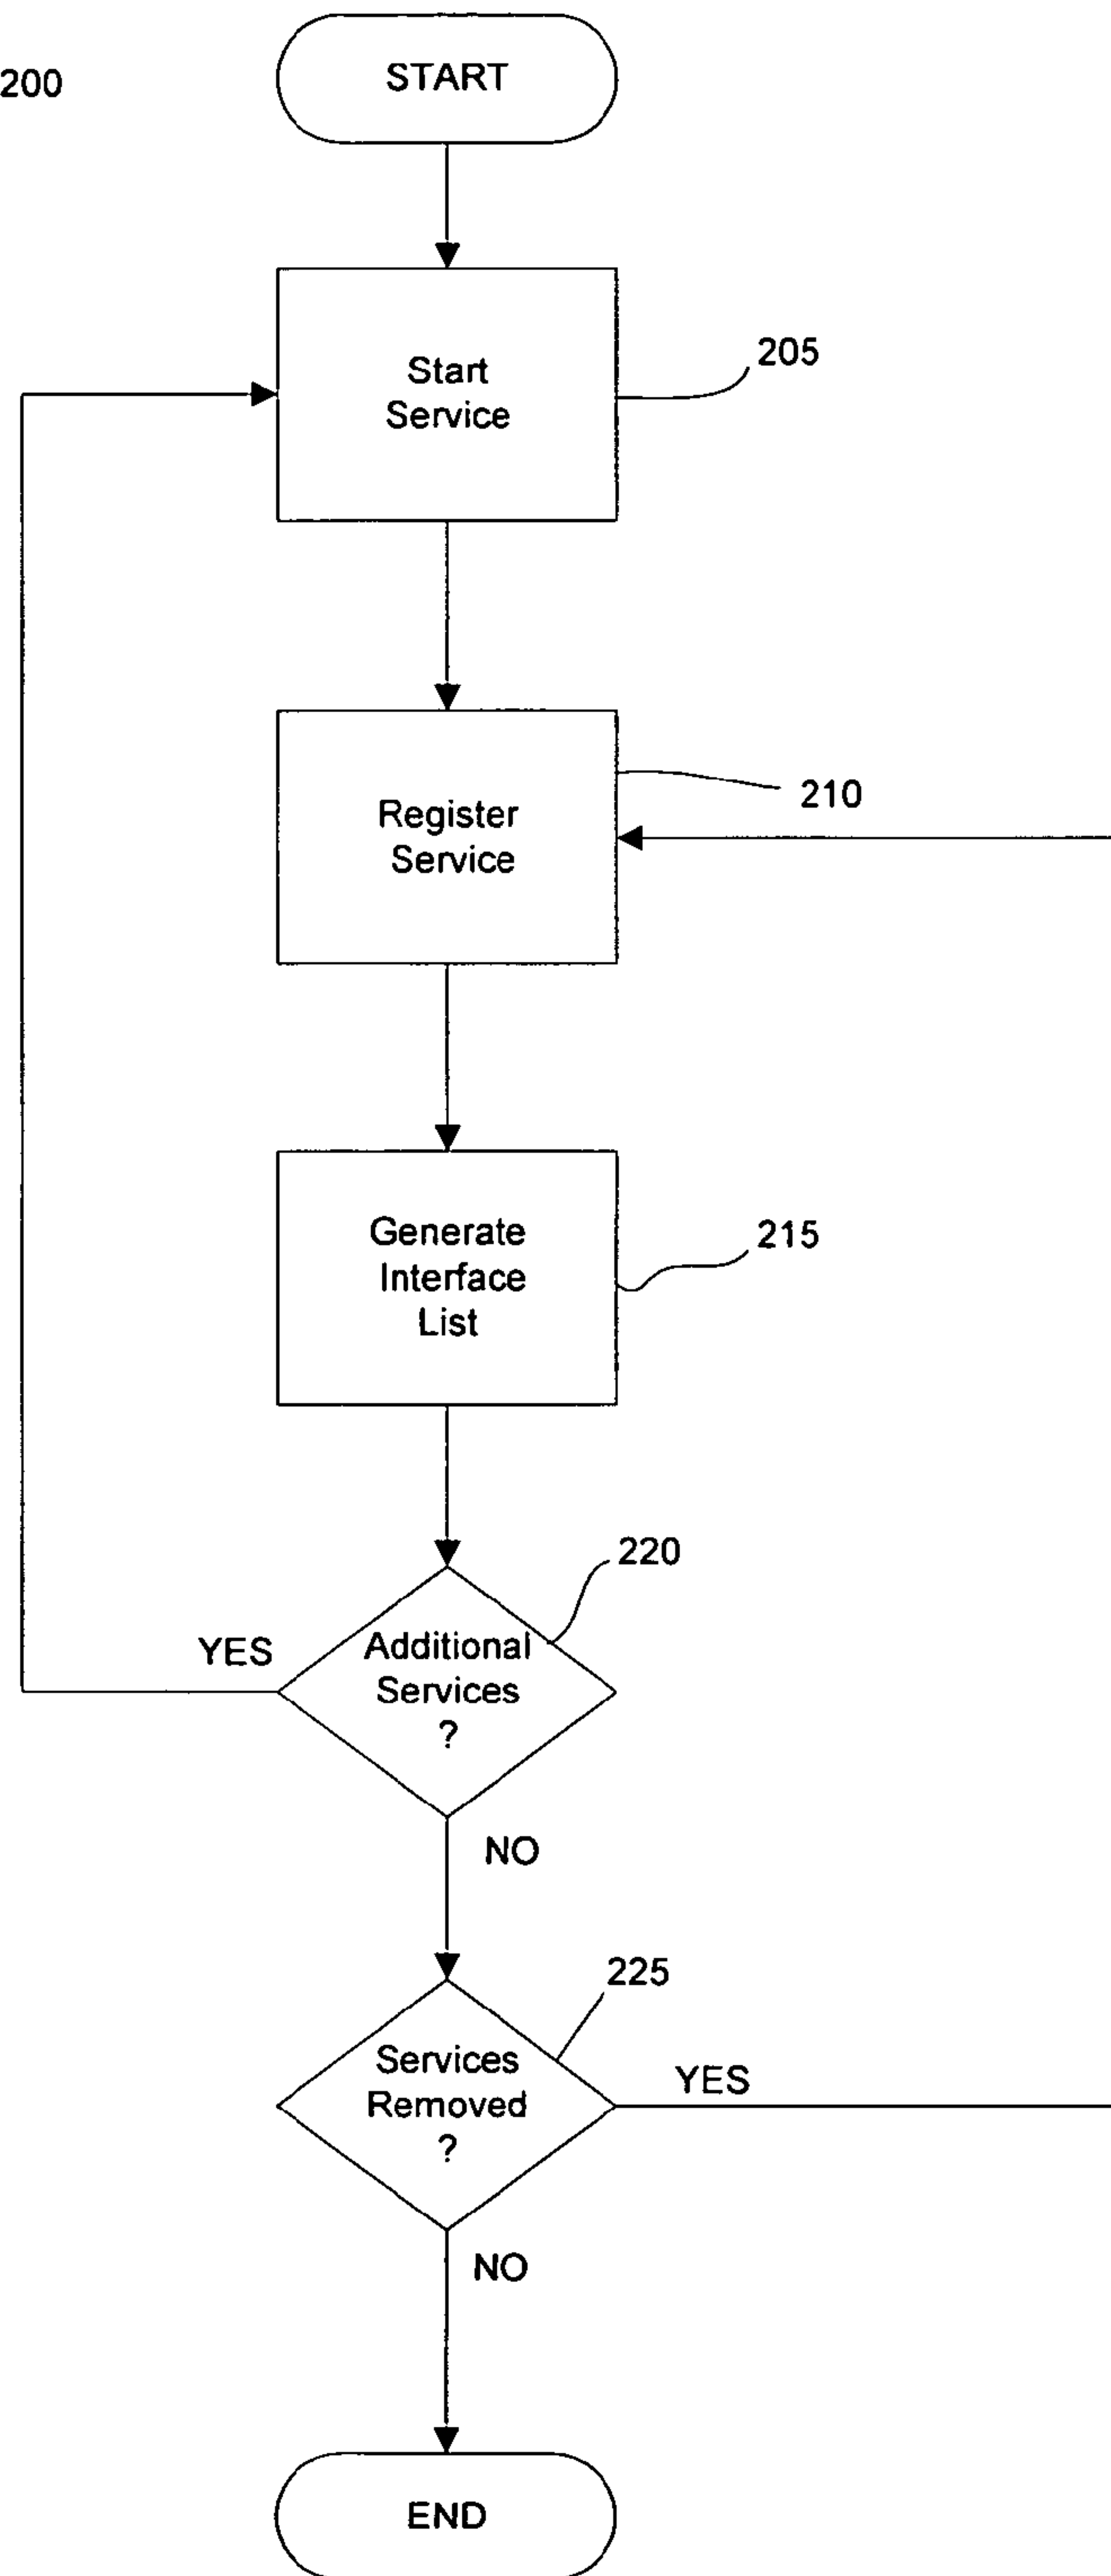 200
START
Start
Service
205
Register
Service
210
Generate
Interface
List
215
220
Additional
Services
?
YES
NO
225
Services
Removed
?
YES
NO
END